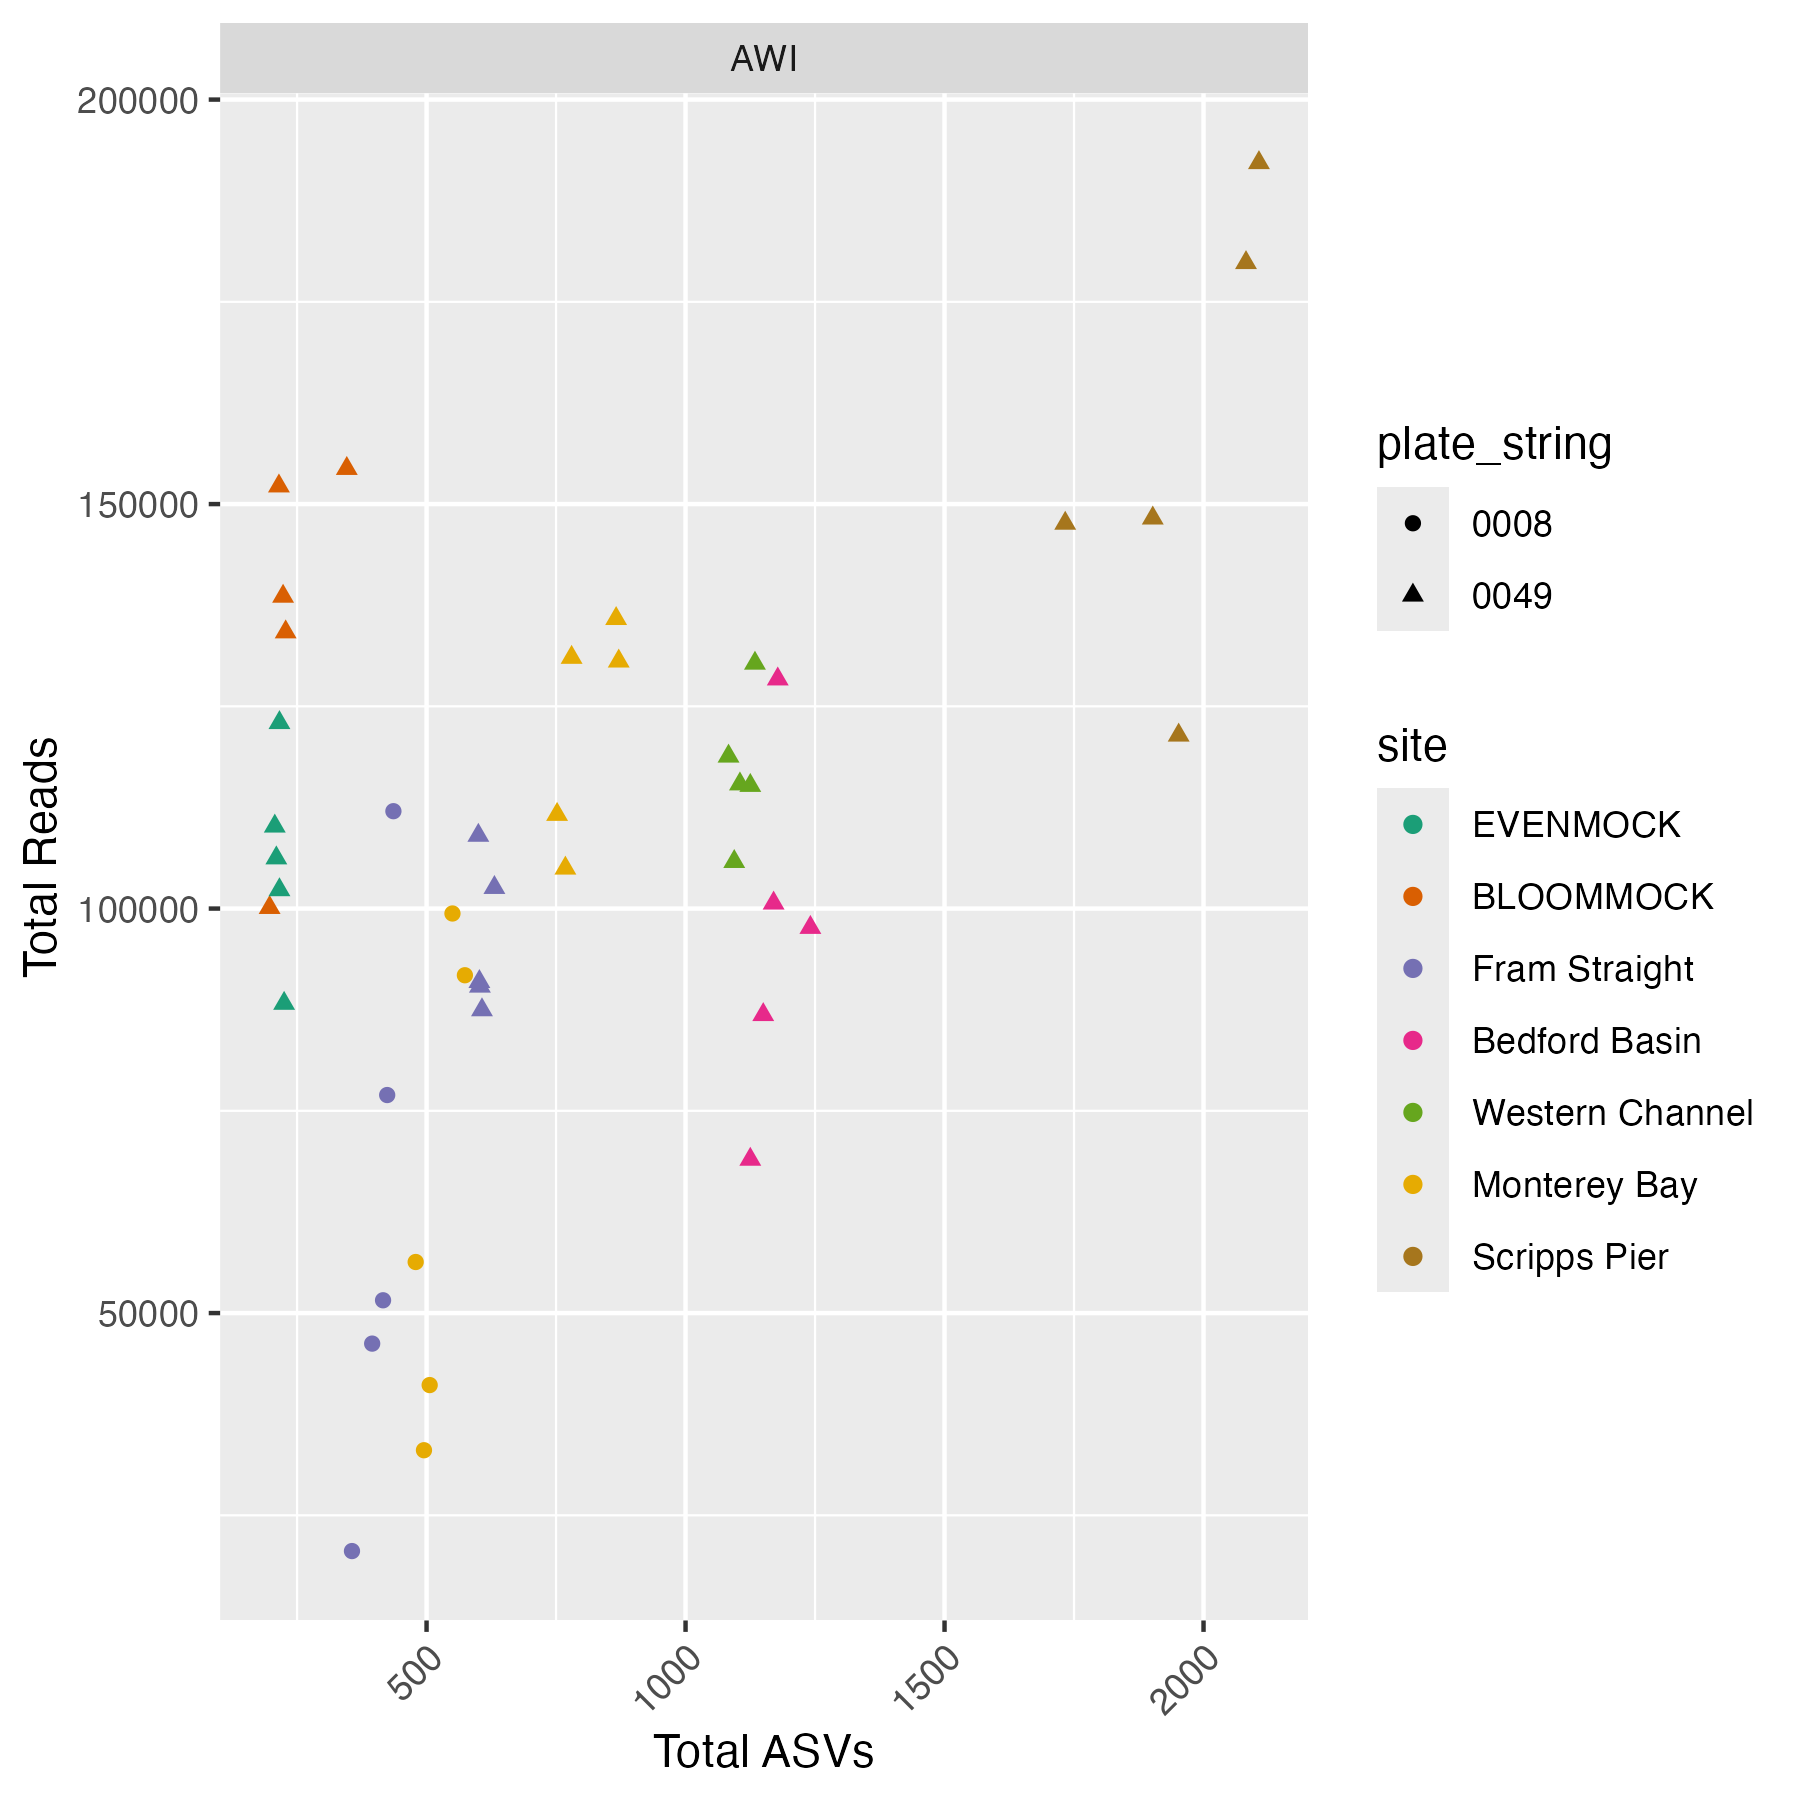 AWI
200000
150000
100000
50000
Total Reads
500
1000
1500
2000
Total ASVs
plate_string
0008
0049
site
EVENMOCK
BLOOMMOCK
Fram Straight
Bedford Basin
Western Channel
Monterey Bay
Scripps Pier